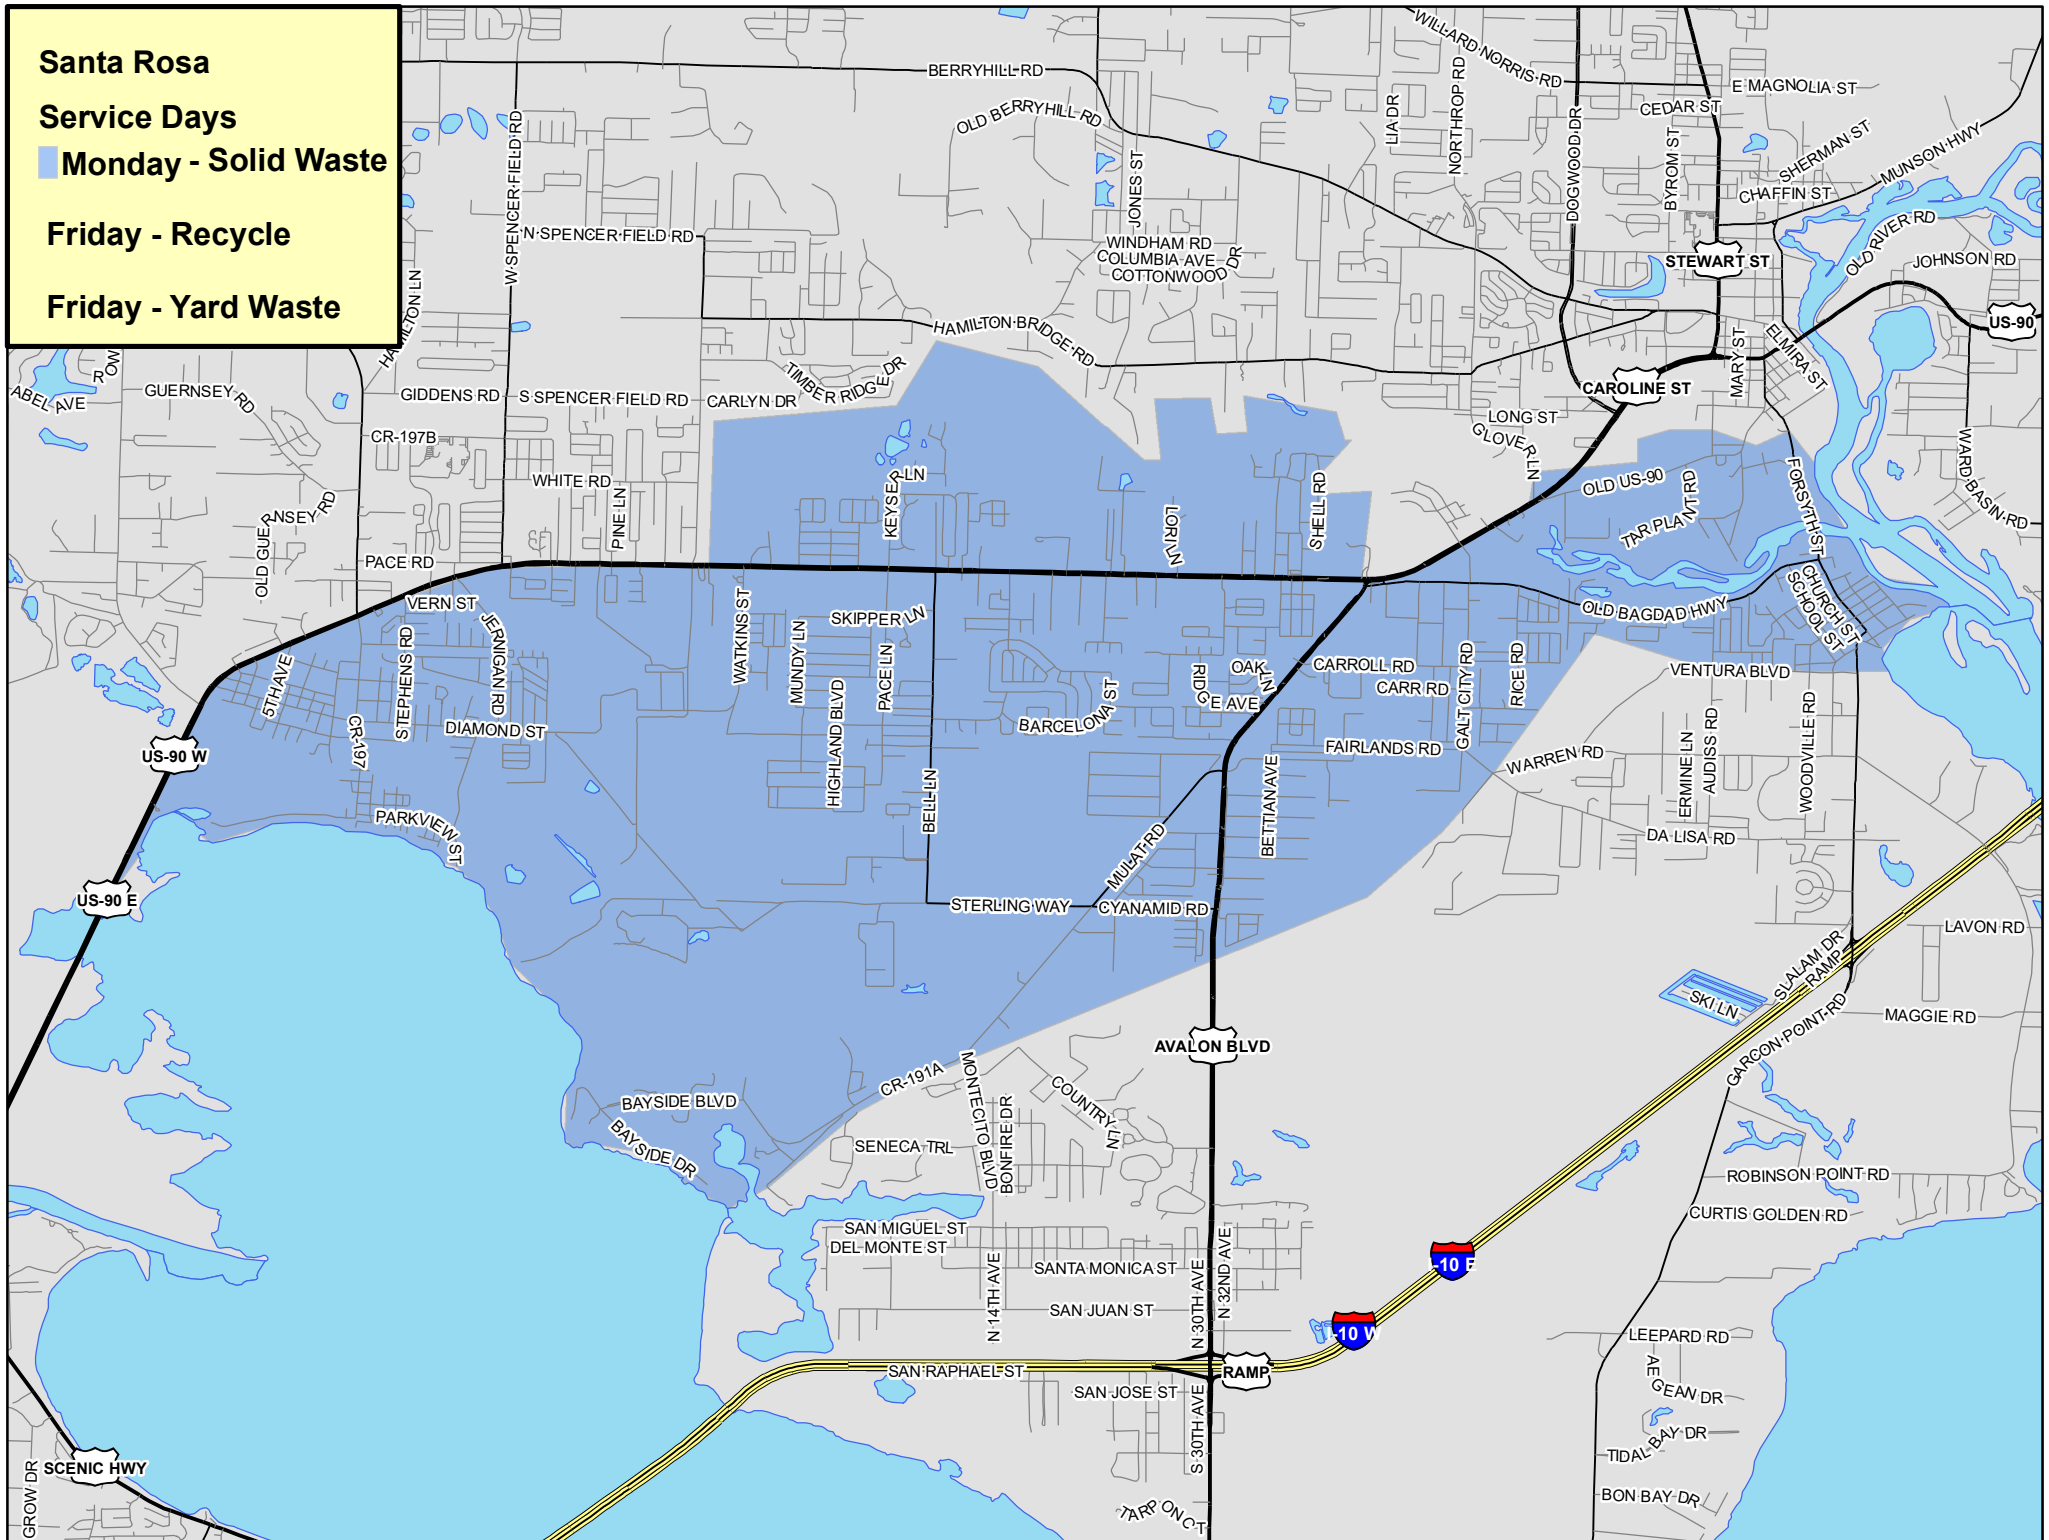 Santa Rosa
Service Days
Monday - Solid Waste
Friday - Recycle
Friday - Yard Waste
BERRYHILL RD
OLD BERRYHILL RD
WILLARD NORRIS RD
E MAGNOLIA ST
CEDAR ST
LIA DR
NORTHROP RD
DOGWOOD DR
BYROM ST
SHERMAN ST
MUNSON HWY
CHAFFIN ST
W SPENCER FIELD RD
N SPENCER FIELD RD
JONES ST
WINDHAM RD
COLUMBIA AVE
COTTONWOOD DR
STEWART ST
OLD RIVER RD
JOHNSON RD
US-90
HAMILTON LN
HAMILTON BRIDGE RD
MARY ST
ELMIRA ST
ROW
ABEL AVE
GUERNSEY RD
GIDDENS RD
S SPENCER FIELD RD
CARLYN DR
TIMBER RIDGE DR
CAROLINE ST
LONG ST
GLOVER LN
CR-197B
WHITE RD
PINE LN
KEYSER LN
LORI LN
SHELL RD
OLD US-90
TAR PLANT RD
FORSYTH ST
WARD BASIN RD
OLD GUERNSEY RD
PACE RD
VERN ST
JERNIGAN RD
STEPHENS RD
5TH AVE
CR-197
DIAMOND ST
WATKINS ST
MUNDY LN
SKIPPER LN
PACE LN
HIGHLAND BLVD
BELL LN
BARCELONA ST
RIDGE AVE
OAK LN
CARROLL RD
CARR RD
GALT CITY RD
RICE RD
OLD BAGDAD HWY
CHURCH ST
SCHOOL ST
VENTURA BLVD
FAIRLANDS RD
WARREN RD
ERMINE LN
AUDISS RD
WOODVILLE RD
US-90 W
PARKVIEW ST
BETTIAN AVE
MULAT RD
DA LISA RD
US-90 E
STERLING WAY
CYANAMID RD
LAVON RD
SLALAM DR
RAMP
SKI LN
GARCON POINT RD
MAGGIE RD
AVALON BLVD
CR-191A
MONTECITO BLVD
BONFIRE DR
COUNTRY LN
BAYSIDE BLVD
BAYSIDE DR
SENECA TRL
ROBINSON POINT RD
CURTIS GOLDEN RD
SAN MIGUEL ST
DEL MONTE ST
SANTA MONICA ST
N 14TH AVE
N 30TH AVE
N 32ND AVE
SAN JUAN ST
I-10 E
I-10 W
LEEPARD RD
SAN RAPHAEL ST
RAMP
SAN JOSE ST
S 30TH AVE
AEGEAN DR
TIDAL BAY DR
SCENIC HWY
GROW DR
BON BAY DR
TARPON CT